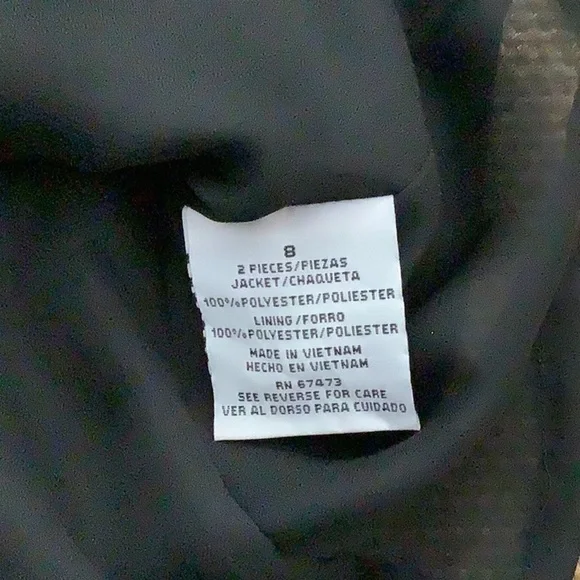 8
2 PIECES/PIEZAS
JACKET/CHAQUETA
100%POLYESTER/POLIESTER
LINING/FORRO
100%POLYESTER/POLIESTER
MADE IN VIETNAM
HECHO EN VIETNAM
RN 67473
SEE REVERSE FOR CARE
VER AL DORSO PARA CUIDADO